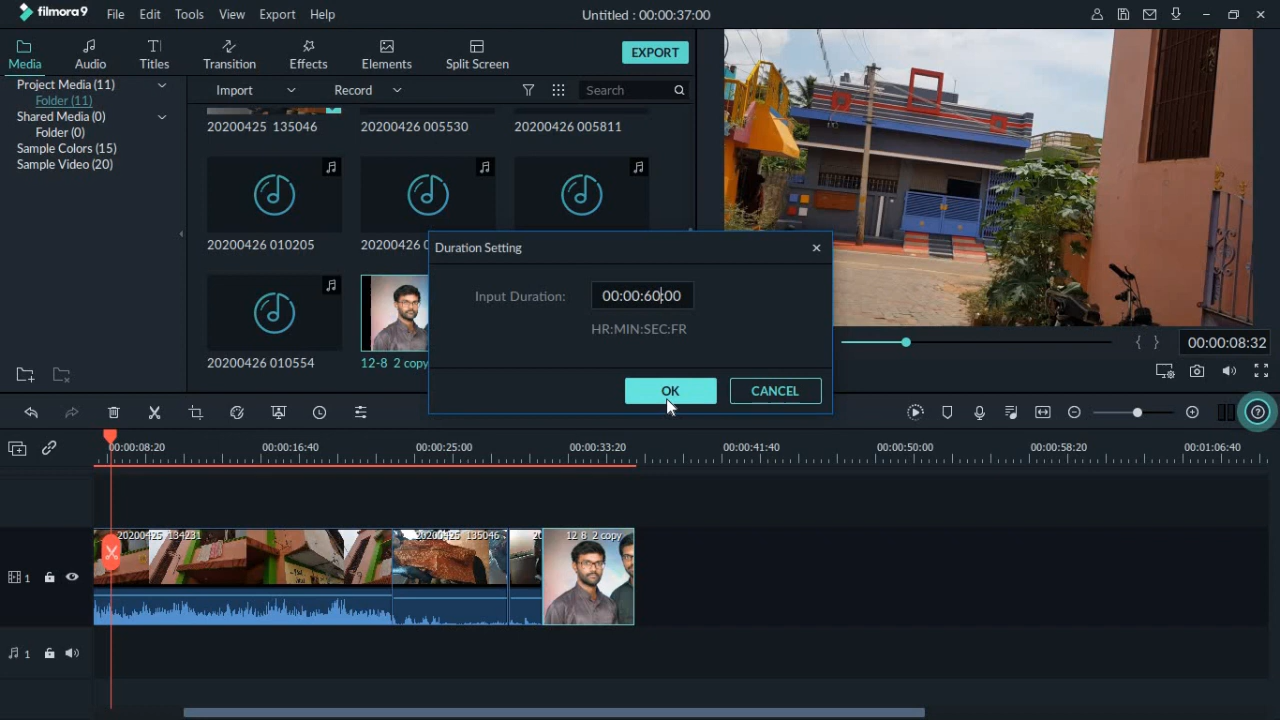 filmora9 File Edit Tools View Export Help Untitled : 00:00:37:00
Media Audio Titles Transition Effects Elements Split Screen EXPORT
Project Media (11)
Folder (11)
Shared Media (0)
Folder (0)
Sample Colors (15)
Sample Video (20)
Import Record Search
20200425 135046 20200426 005530 20200426 005811
20200426 010205 20200426 0
20200426 010554 12-8 2 copy
Duration Setting
Input Duration: 00:00:60:00
HR:MIN:SEC:FR
OK CANCEL
{ } 00:00:08:32
00:00:08:20 00:00:16:40 00:00:25:00 00:00:33:20 00:00:41:40 00:00:50:00 00:00:58:20 00:01:06:40
20200425 134231 20200425 135046 20 12 8 2 copy
1
1